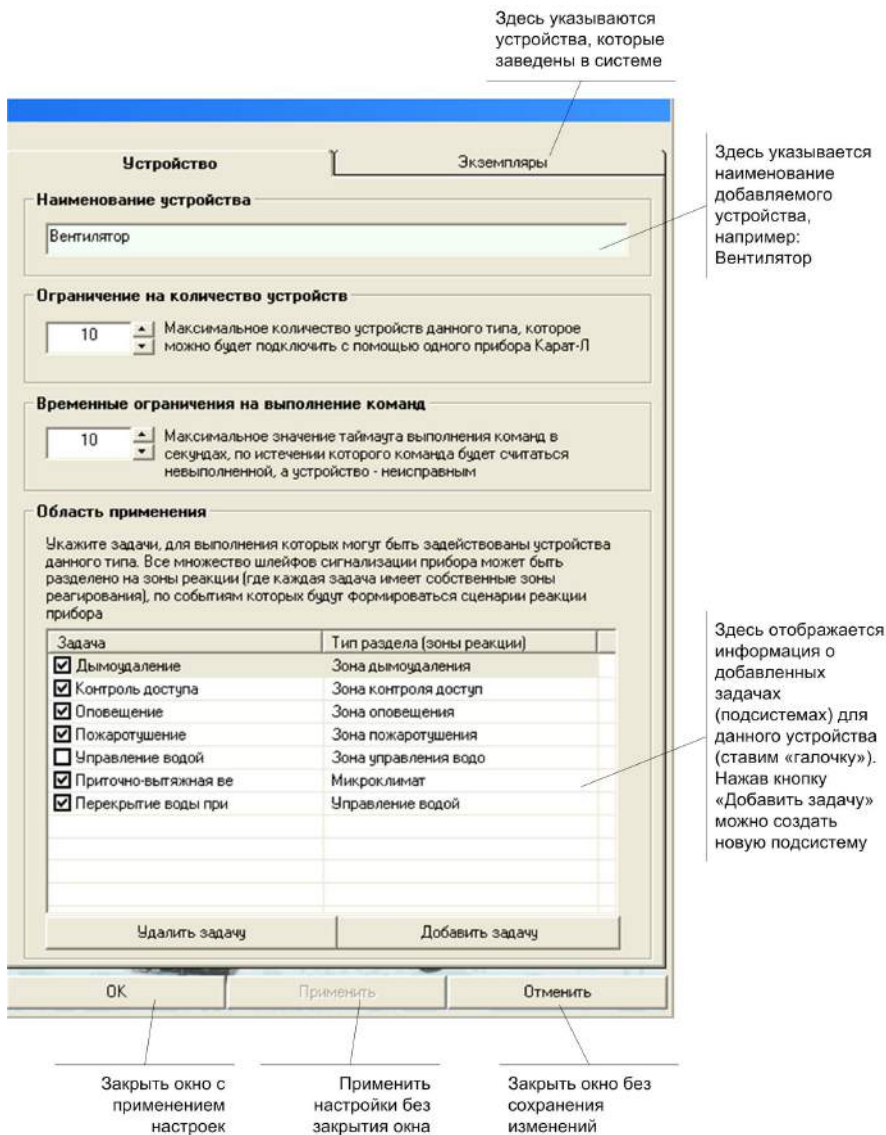 Здесь указываются
устройства, которые
заведены в системе
Устройство
Экземпляры
Наименование устройства
Вентилятор
Здесь указывается
наименование
добавляемого
устройства,
например:
Вентилятор
Ограничение на количество устройств
10
Максимальное количество устройств данного типа, которое
можно будет подключить с помощью одного прибора Карат-Л
Временные ограничения на выполнение команд
10
Максимальное значение таймаута выполнения команд в
секундах, по истечении которого команда будет считаться
невыполненной, а устройство - неисправным
Область применения
Укажите задачи, для выполнения которых могут быть задействованы устройства
данного типа. Все множество шлейфов сигнализации прибора может быть
разделено на зоны реакции (где каждая задача имеет собственные зоны
реагирования), по событиям которых будут формироваться сценарии реакции
прибора
Задача Тип раздела (зоны реакции)
Дымоудаление Зона дымоудаления
Контроль доступа Зона контроля доступ
Оповещение Зона оповещения
Пожаротушение Зона пожаротушения
Управление водой Зона управления водо
Приточно-вытяжная ве Микроклимат
Перекрытие воды при Управление водой
Здесь отображается
информация о
добавленных
задачах
(подсистемах) для
данного устройства
(ставим «галочку»).
Нажав кнопку
«Добавить задачу»
можно создать
новую подсистему
Удалить задачу
Добавить задачу
OK
Применить
Отменить
Закрыть окно с
применением
настроек
Применить
настройки без
закрытия окна
Закрыть окно без
сохранения
изменений